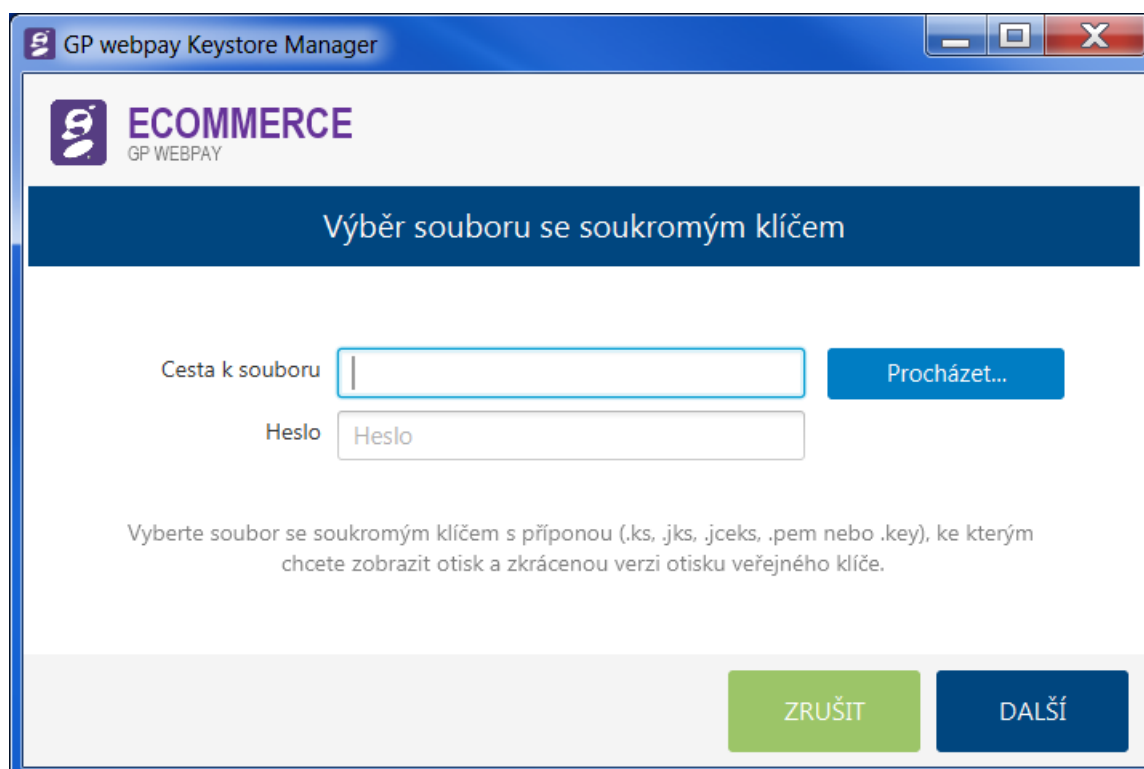 GP webpay Keystore Manager
ECOMMERCE
GP WEBPAY
Výběr souboru se soukromým klíčem
Cesta k souboru
Procházet...
Heslo
Heslo
Vyberte soubor se soukromým klíčem s příponou (.ks, .jks, .jceks, .pem nebo .key), ke kterým
chcete zobrazit otisk a zkrácenou verzi otisku veřejného klíče.
ZRUŠIT
DALŠÍ